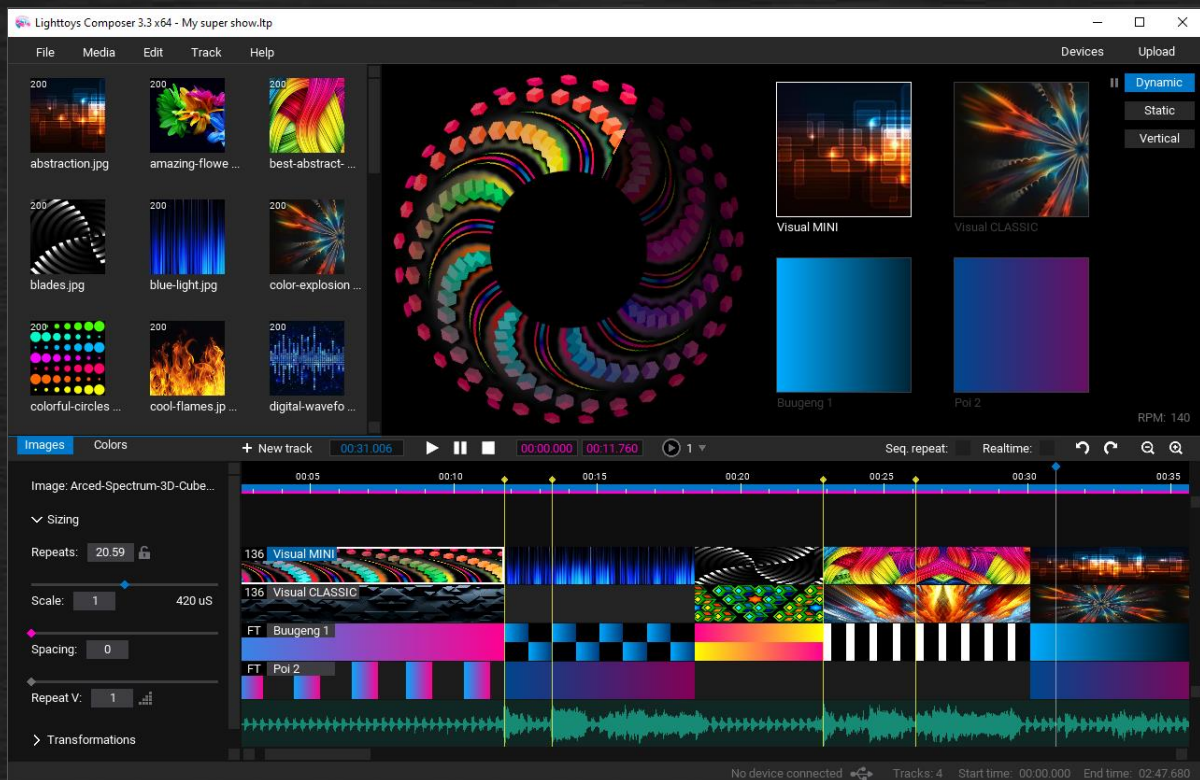 Lighttoys Composer 3.3 x64 - My super show.ltp
File Media Edit Track Help Devices Upload
200 200 200
abstraction.jpg amazing-flowe ... best-abstract- ...
200 200 200
blades.jpg blue-light.jpg color-explosion ...
200 200 200
colorful-circles ... cool-flames.jp ... digital-wavefo ...
Dynamic
Static
Vertical
Visual MINI Visual CLASSIC
Buugeng 1 Poi 2
RPM: 140
Images Colors + New track 00:31.006 00:00.000 00:11.760 1 Seq. repeat: Realtime:
00:05 00:10 00:15 00:20 00:25 00:30 00:35
Image: Arced-Spectrum-3D-Cube...
Sizing
Repeats: 20.59
Scale: 1 420 uS
Spacing: 0
Repeat V: 1
Transformations
136 Visual MINI
136 Visual CLASSIC
FT Buugeng 1
FT Poi 2
No device connected Tracks: 4 Start time: 00:00.000 End time: 02:47.680